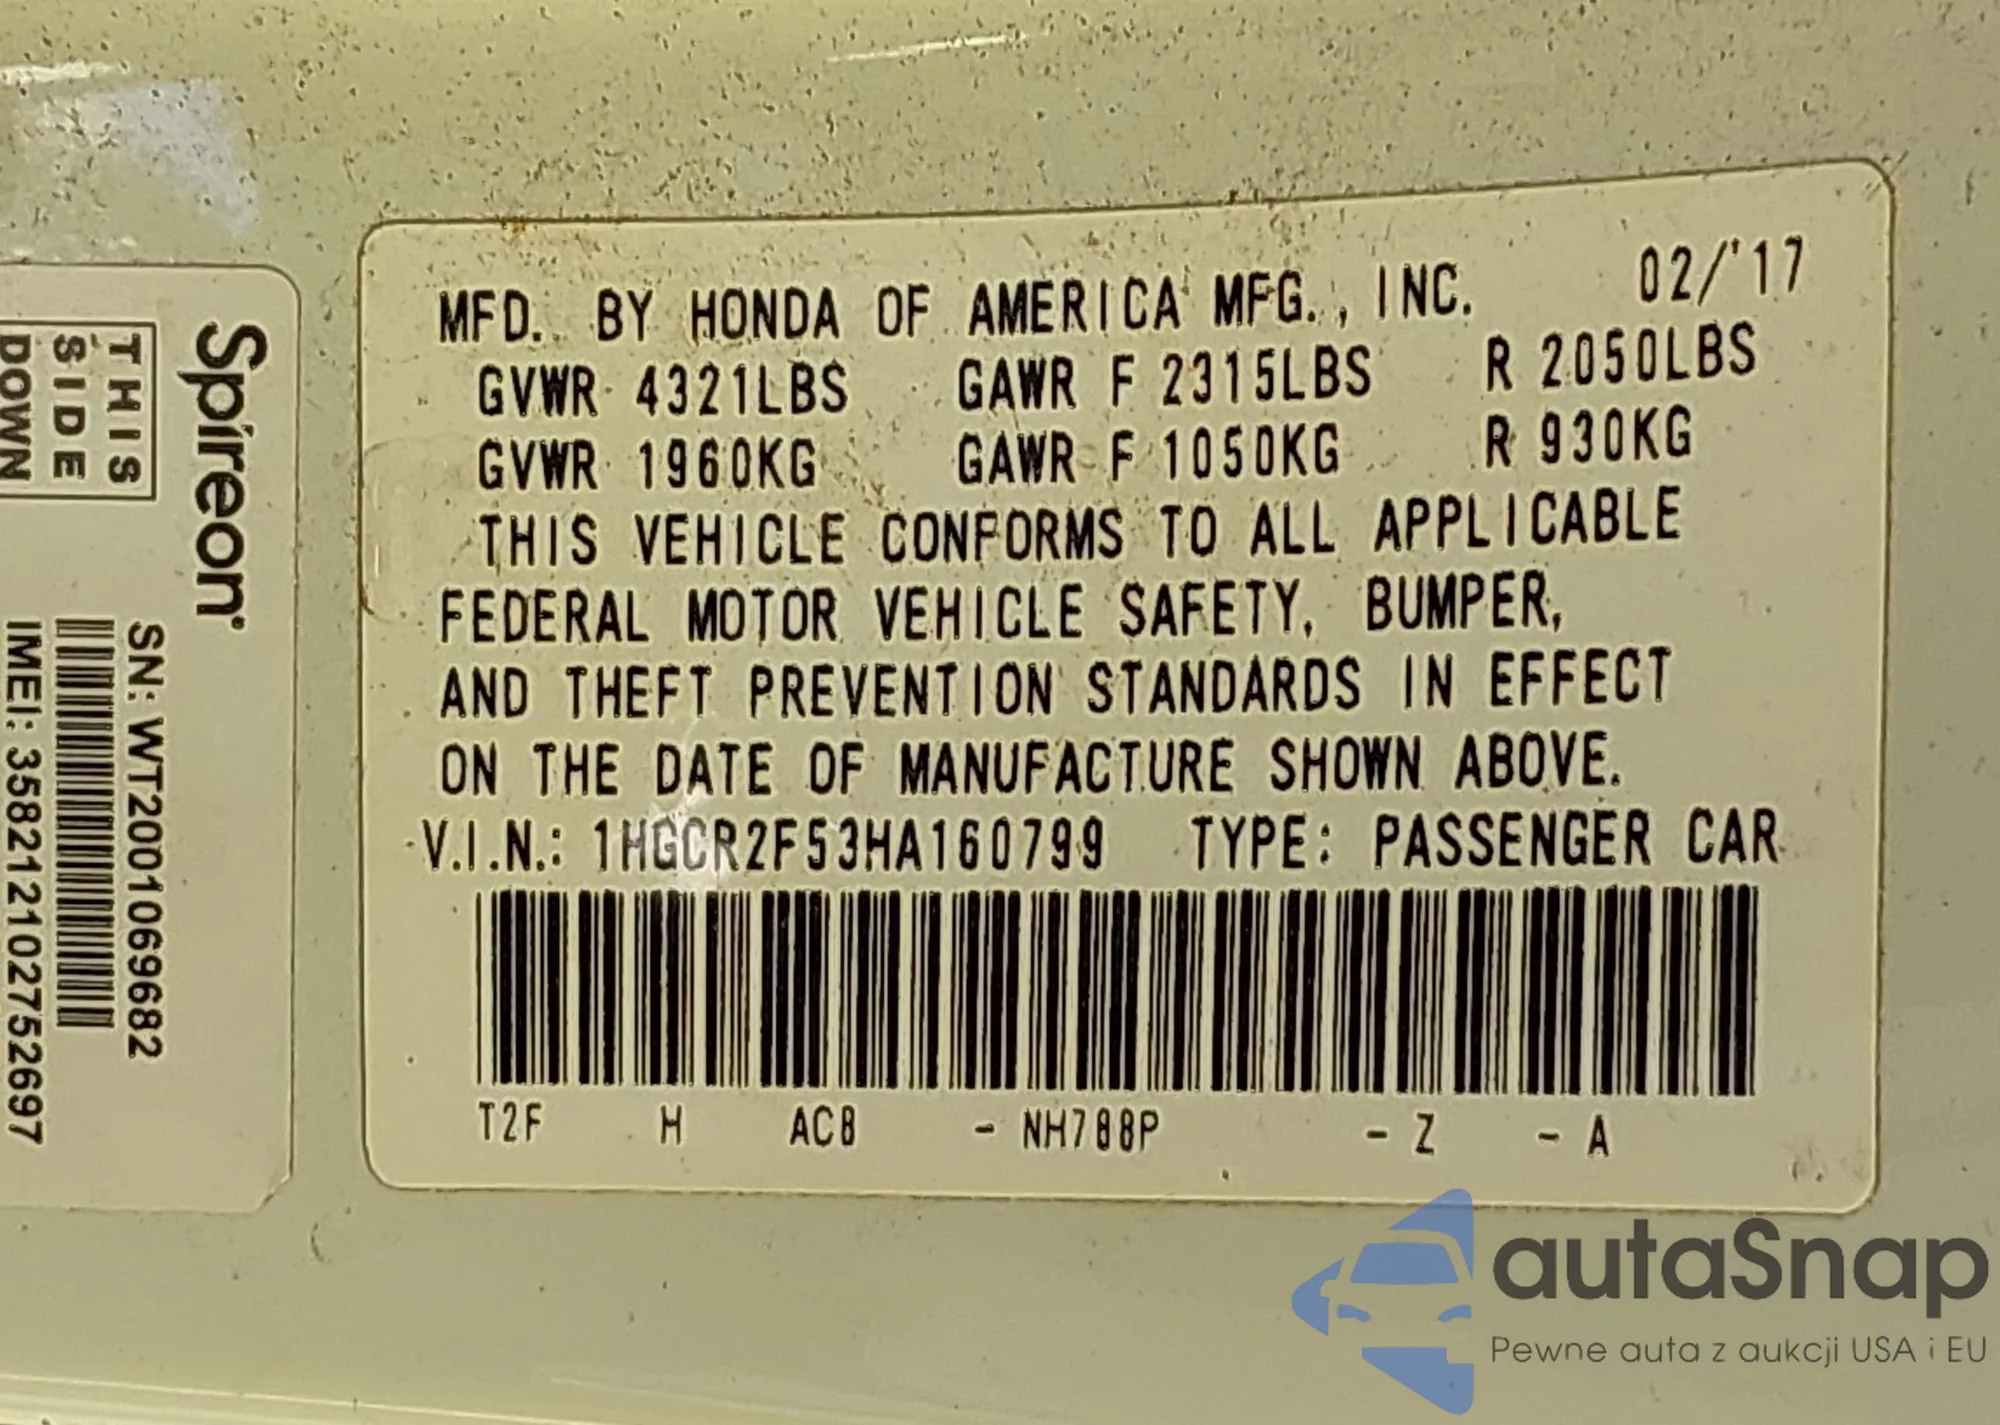 Spireon
THIS
SIDE
DOWN
SN: WT2001069682
IMEI: 358212102752697
MFD. BY HONDA OF AMERICA MFG., INC. 02/'17
GVWR 4321LBS GAWR F 2315LBS R 2050LBS
GVWR 1960KG GAWR F 1050KG R 930KG
THIS VEHICLE CONFORMS TO ALL APPLICABLE
FEDERAL MOTOR VEHICLE SAFETY, BUMPER,
AND THEFT PREVENTION STANDARDS IN EFFECT
ON THE DATE OF MANUFACTURE SHOWN ABOVE.
V.I.N.: 1HGCR2F53HA160799 TYPE: PASSENGER CAR
T2F H AC8 - NH788P - Z - A
autaSnap
Pewne auta z aukcji USA i EU